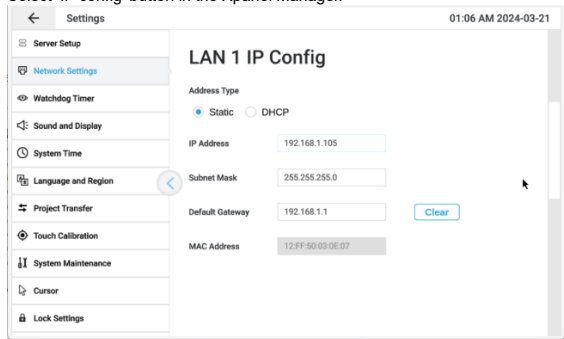 Select 'IP config' button in the Apanel Manager.
Settings
01:06 AM 2024-03-21
Server Setup
Network Settings
Watchdog Timer
Sound and Display
System Time
Language and Region
Project Transfer
Touch Calibration
System Maintenance
Cursor
Lock Settings
LAN 1 IP Config
Address Type
Static DHCP
IP Address 192.168.1.105
Subnet Mask 255.255.255.0
Default Gateway 192.168.1.1 Clear
MAC Address 12:FF:50:03:0E:07